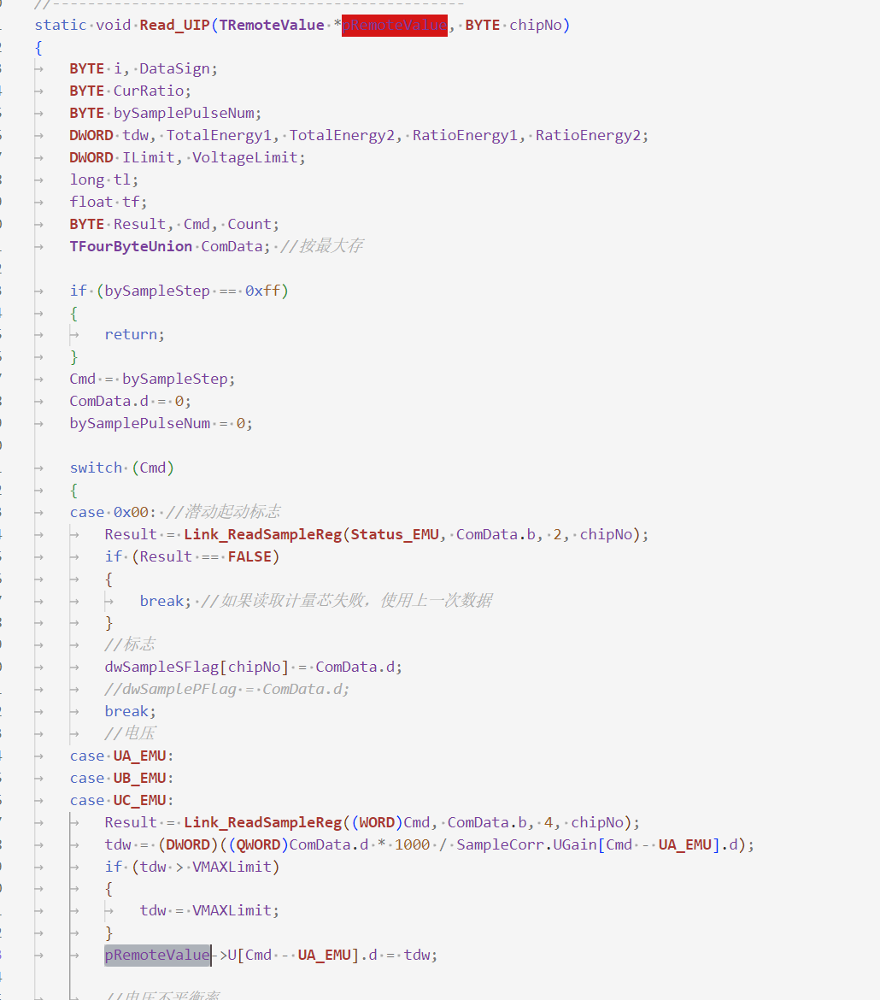 //-----------------------------------------------
static void Read_UIP(TRemoteValue *pRemoteValue, BYTE chipNo)
{
BYTE i, DataSign;
BYTE CurRatio;
BYTE bySamplePulseNum;
DWORD tdw, TotalEnergy1, TotalEnergy2, RatioEnergy1, RatioEnergy2;
DWORD ILimit, VoltageLimit;
long tl;
float tf;
BYTE Result, Cmd, Count;
TFourByteUnion ComData; //按最大存
if (bySampleStep == 0xff)
{
return;
}
Cmd = bySampleStep;
ComData.d = 0;
bySamplePulseNum = 0;
switch (Cmd)
{
case 0x00: //潜动起动标志
Result = Link_ReadSampleReg(Status_EMU, ComData.b, 2, chipNo);
if (Result == FALSE)
{
break; //如果读取计量芯失败，使用上一次数据
}
//标志
dwSampleSFlag[chipNo] = ComData.d;
//dwSamplePFlag = ComData.d;
break;
//电压
case UA_EMU:
case UB_EMU:
case UC_EMU:
Result = Link_ReadSampleReg((WORD)Cmd, ComData.b, 4, chipNo);
tdw = (DWORD)((QWORD)ComData.d * 1000 / SampleCorr.UGain[Cmd - UA_EMU].d);
if (tdw > VMAXLimit)
{
tdw = VMAXLimit;
}
pRemoteValue->U[Cmd - UA_EMU].d = tdw;
//电压不平衡率